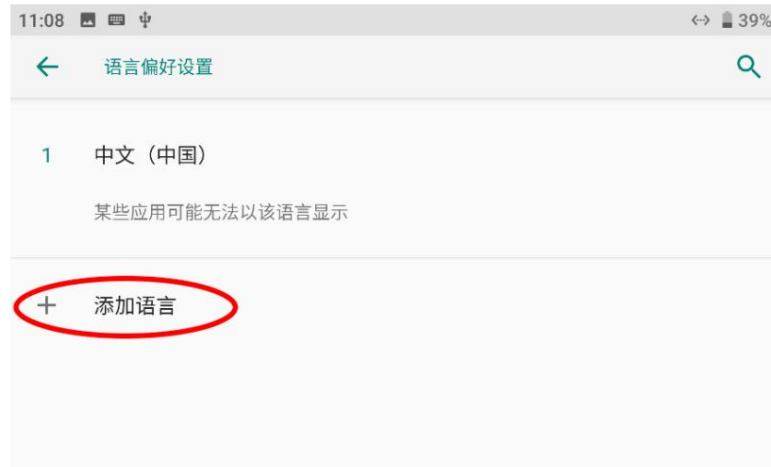 11:08 39%
语言偏好设置
1 中文（中国）
某些应用可能无法以该语言显示
+ 添加语言